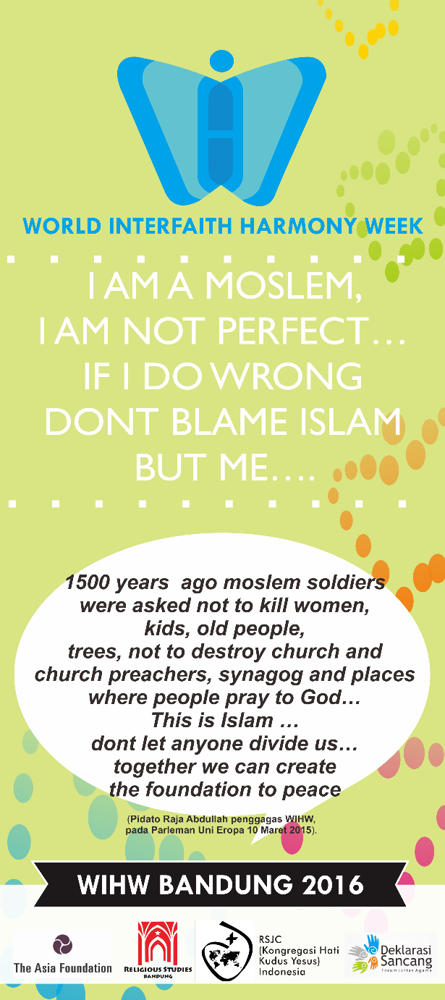 WORLD INTERFAITH HARMONY WEEK
I AM A MOSLEM,
I AM NOT PERFECT...
IF I DO WRONG
DONT BLAME ISLAM
BUT ME....
1500 years ago moslem soldiers
were asked not to kill women,
kids, old people,
trees, not to destroy church and
church preachers, synagog and places
where people pray to God...
This is Islam ...
dont let anyone divide us...
together we can create
the foundation to peace
(Pidato Raja Abdullah penggagas WIHW,
pada Parleman Uni Eropa 10 Maret 2015).
WIHW BANDUNG 2016
The Asia Foundation
RELIGIOUS STUDIES
BANDUNG
RSJC
(Kongregasi Hati
Kudus Yesus)
Indonesia
Deklarasi
Sancang
Forum Lintas Agama